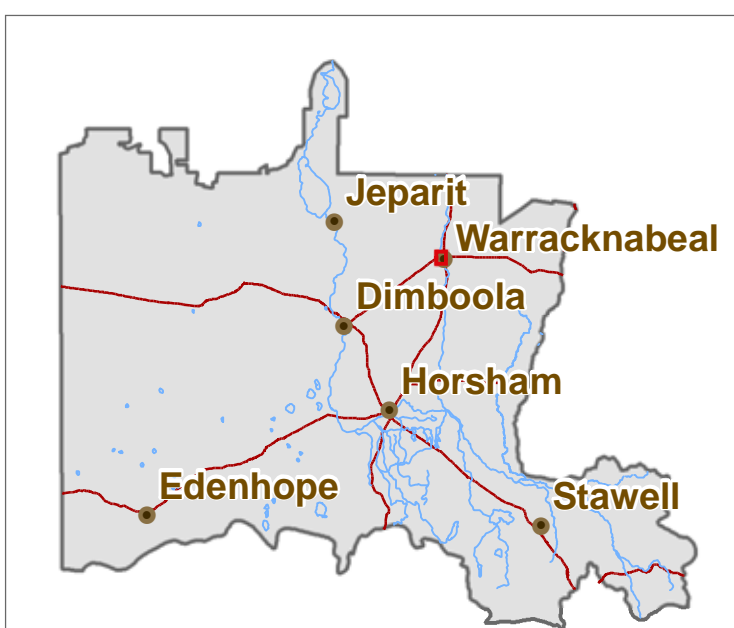 Jeparit
Warracknabeal
Dimboola
Horsham
Edenhope
Stawell